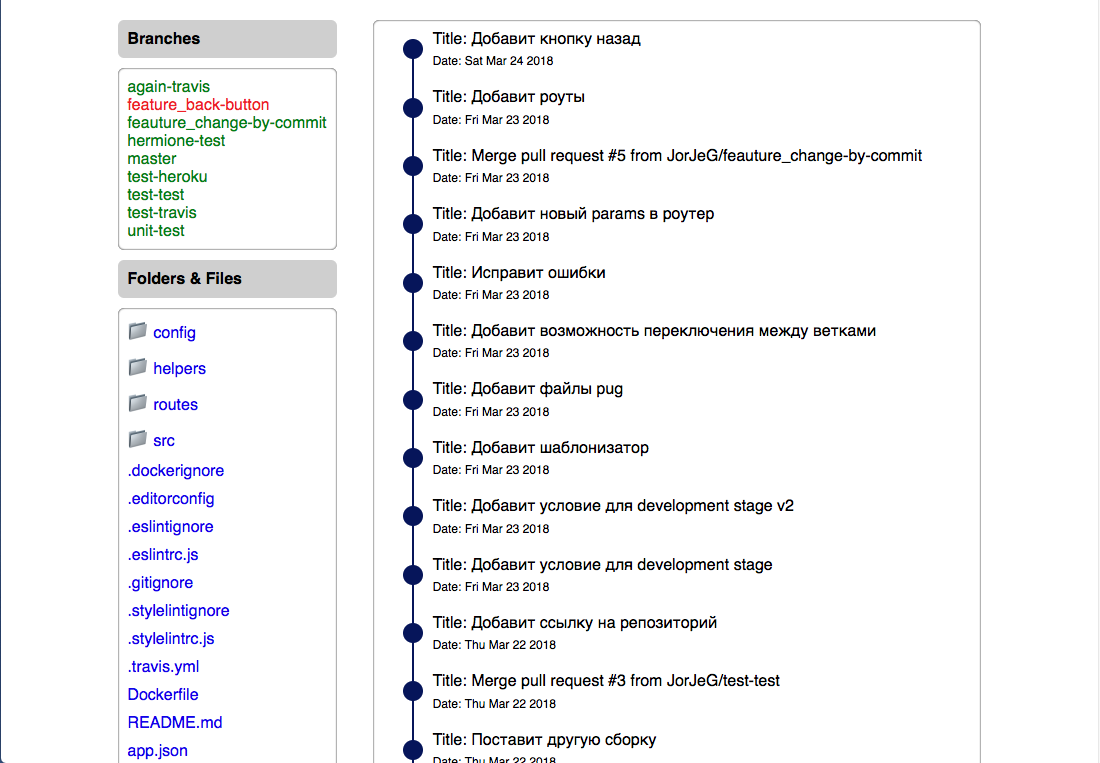 Branches
again-travis
feature_back-button
feauture_change-by-commit
hermione-test
master
test-heroku
test-test
test-travis
unit-test
Folders & Files
config
helpers
routes
src
.dockerignore
.editorconfig
.eslintignore
.eslintrc.js
.gitignore
.stylelintignore
.stylelintrc.js
.travis.yml
Dockerfile
README.md
app.json
Title: Добавит кнопку назад
Date: Sat Mar 24 2018
Title: Добавит роуты
Date: Fri Mar 23 2018
Title: Merge pull request #5 from JorJeG/feauture_change-by-commit
Date: Fri Mar 23 2018
Title: Добавит новый params в роутер
Date: Fri Mar 23 2018
Title: Исправит ошибки
Date: Fri Mar 23 2018
Title: Добавит возможность переключения между ветками
Date: Fri Mar 23 2018
Title: Добавит файлы pug
Date: Fri Mar 23 2018
Title: Добавит шаблонизатор
Date: Fri Mar 23 2018
Title: Добавит условие для development stage v2
Date: Fri Mar 23 2018
Title: Добавит условие для development stage
Date: Fri Mar 23 2018
Title: Добавит ссылку на репозиторий
Date: Thu Mar 22 2018
Title: Merge pull request #3 from JorJeG/test-test
Date: Thu Mar 22 2018
Title: Поставит другую сборку
Date: Thu Mar 22 2018